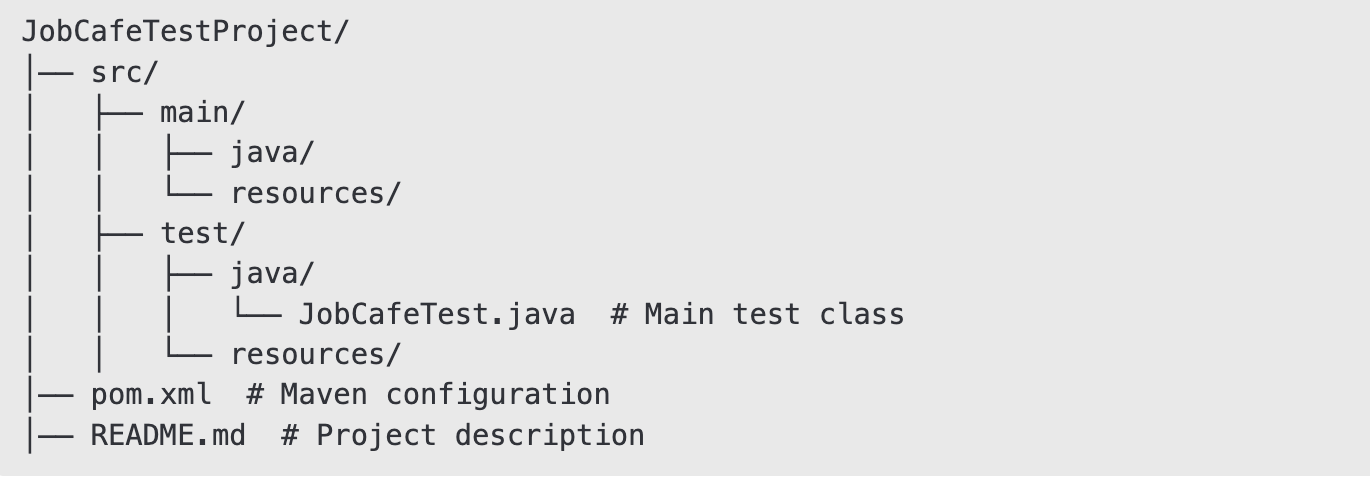 JobCafeTestProject/
│── src/
│   ├── main/
│   │   ├── java/
│   │   └── resources/
│   ├── test/
│   │   ├── java/
│   │   │   └── JobCafeTest.java  # Main test class
│   │   └── resources/
│── pom.xml  # Maven configuration
│── README.md  # Project description